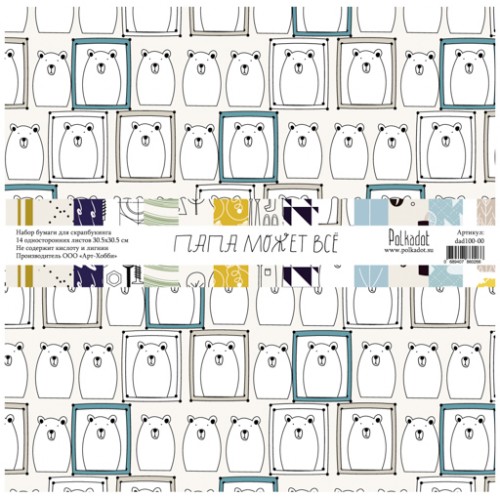 Набор бумаги для скрапбукинга
14 односторонних листов 30.5х30.5 см
Не содержит кислоту и лигнин
Производитель ООО «Арт-Хобби»
ПАПА МОЖЕТ ВСЁ
Polkadot
www.polkadot.su
Артикул:
dad100-00